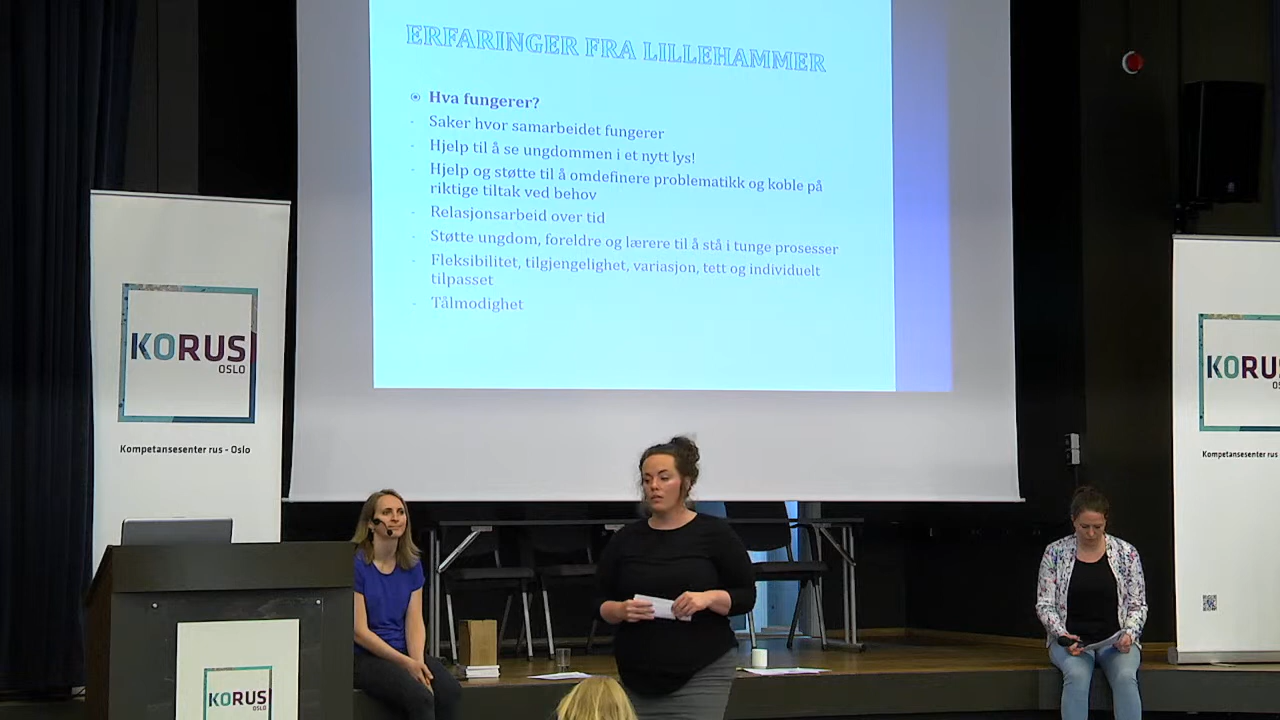 ERFARINGER FRA LILLEHAMMER
Hva fungerer?
- Saker hvor samarbeidet fungerer
- Hjelp til å se ungdommen i et nytt lys!
- Hjelp og støtte til å omdefinere problematikk og koble på
riktige tiltak ved behov
- Relasjonsarbeid over tid
- Støtte ungdom, foreldre og lærere til å stå i tunge prosesser
- Fleksibilitet, tilgjengelighet, variasjon, tett og individuelt
tilpasset
- Tålmodighet
KORUS
OSLO
Kompetansesenter rus - Oslo
KORUS
OSLO
KORU
OS
Kompetansesenter rus